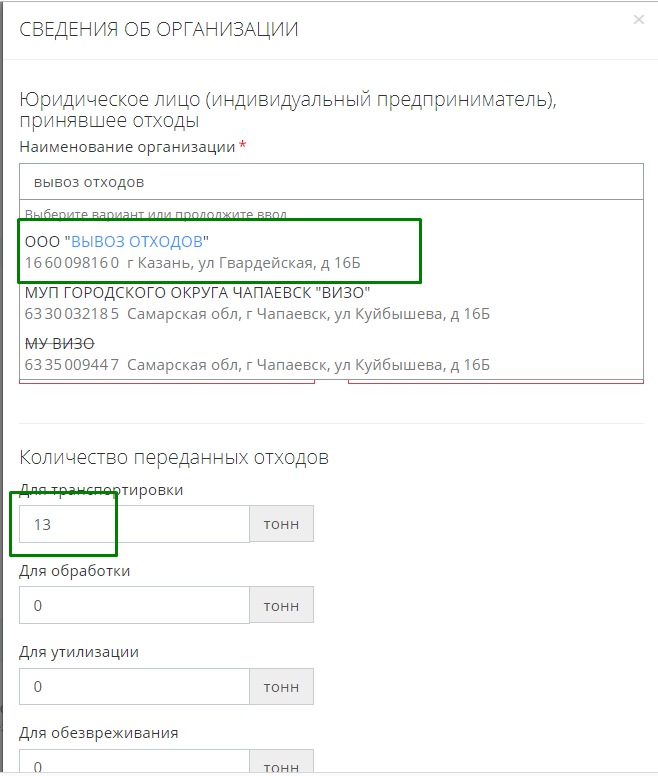 СВЕДЕНИЯ ОБ ОРГАНИЗАЦИИ
×
Юридическое лицо (индивидуальный предприниматель),
принявшее отходы
Наименование организации *
вывоз отходов
Выберите вариант или продолжите ввод
ООО "ВЫВОЗ ОТХОДОВ"
1660098160 г Казань, ул Гвардейская, д 16Б
МУП ГОРОДСКОГО ОКРУГА ЧАПАЕВСК "ВИЗО"
6330032185 Самарская обл, г Чапаевск, ул Куйбышева, д 16Б
МУ ВИЗО
6335009447 Самарская обл, г Чапаевск, ул Куйбышева, д 16Б
Количество переданных отходов
Для транспортировки
13 тонн
Для обработки
0 тонн
Для утилизации
0 тонн
Для обезвреживания
0 тонн